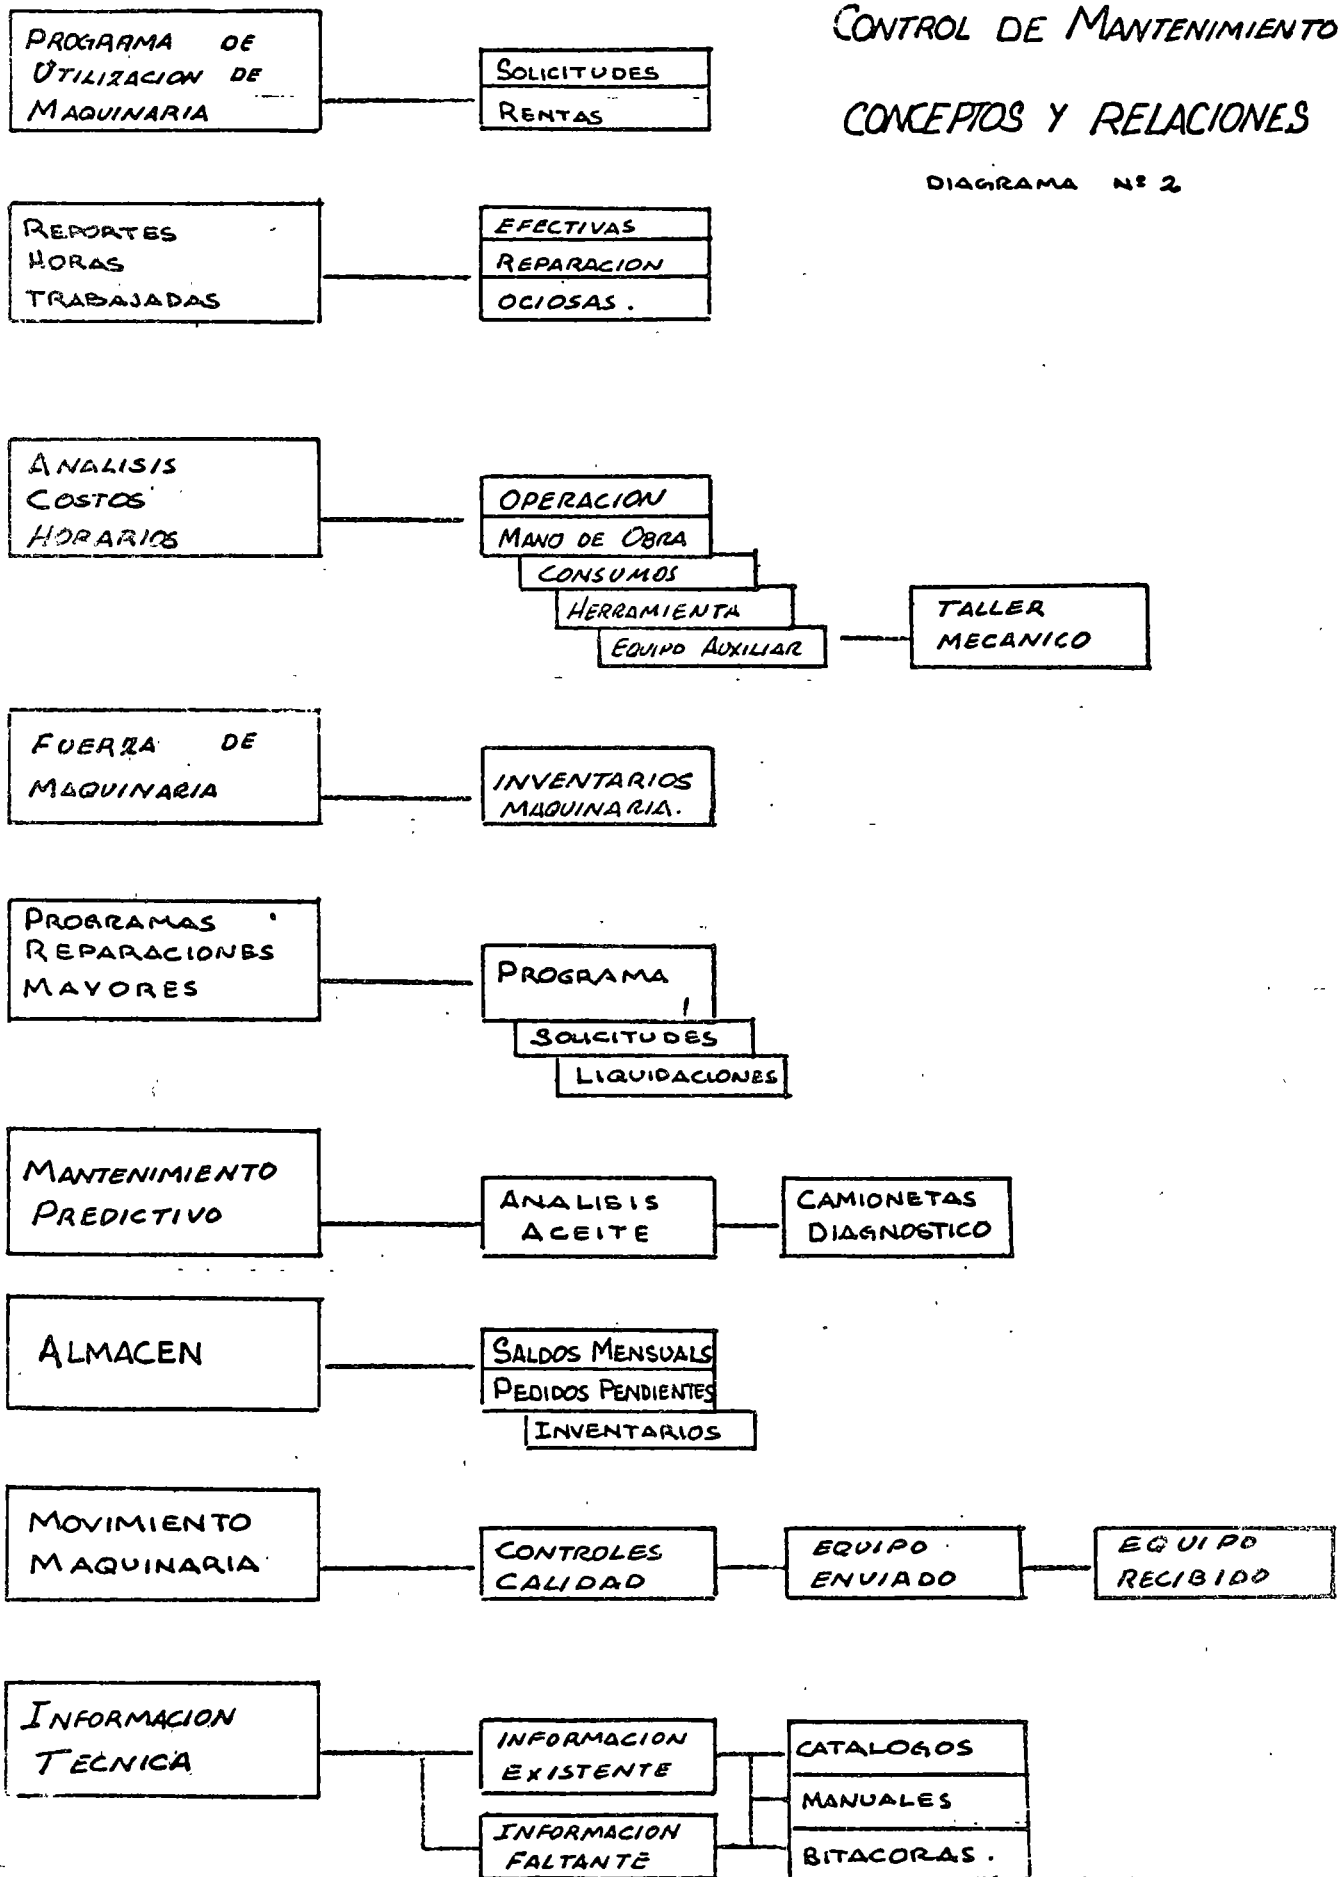 CONTROL DE MANTENIMIENTO
CONCEPTOS Y RELACIONES
DIAGRAMA Nº 2
PROGRAMA DE
UTILIZACION DE
MAQUINARIA
SOLICITUDES
RENTAS
REPORTES
HORAS
TRABAJADAS
EFECTIVAS
REPARACION
OCIOSAS.
ANALISIS
COSTOS
HORARIOS
OPERACION
MANO DE OBRA
CONSUMOS
HERRAMIENTA
EQUIPO AUXILIAR
TALLER
MECANICO
FUERZA DE
MAQUINARIA
INVENTARIOS
MAQUINARIA.
PROGRAMAS
REPARACIONES
MAYORES
PROGRAMA
SOLICITUDES
LIQUIDACIONES
MANTENIMIENTO
PREDICTIVO
ANALISIS
ACEITE
CAMIONETAS
DIAGNOSTICO
ALMACEN
SALDOS MENSUALS
PEDIDOS PENDIENTES
INVENTARIOS
MOVIMIENTO
MAQUINARIA
CONTROLES
CALIDAD
EQUIPO
ENVIADO
EQUIPO
RECIBIDO
INFORMACION
TECNICA
INFORMACION
EXISTENTE
INFORMACION
FALTANTE
CATALOGOS
MANUALES
BITACORAS.